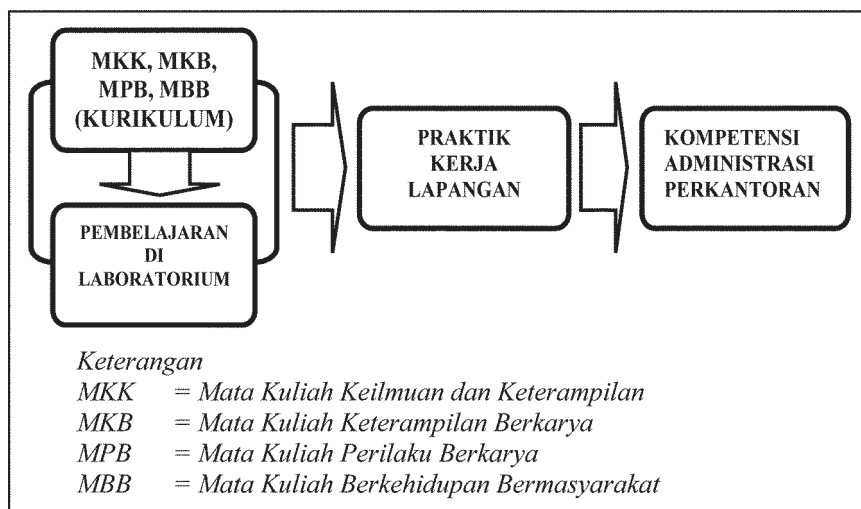 MKK, MKB,
MPB, MBB
(KURIKULUM)
PEMBELAJARAN
DI
LABORATORIUM
PRAKTIK
KERJA
LAPANGAN
KOMPETENSI
ADMINISTRASI
PERKANTORAN
Keterangan
MKK = Mata Kuliah Keilmuan dan Keterampilan
MKB = Mata Kuliah Keterampilan Berkarya
MPB = Mata Kuliah Perilaku Berkarya
MBB = Mata Kuliah Berkehidupan Bermasyarakat